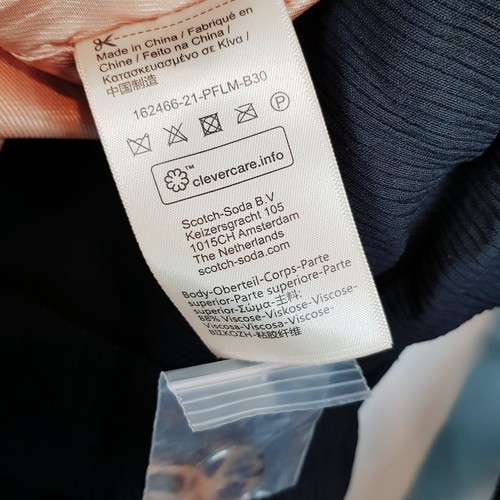 Made in China / Fabriqué en
Chine / Feito na China /
Κατασκευασμένο σε Κίνα /
中国制造
162466-21-PFLM-B30
P
clevercare.info™
Scotch-Soda B.V
Keizersgracht 105
1015CH Amsterdam
The Netherlands
scotch-soda.com
Body-Oberteil-Corps-Parte
superior-Parte superiore-Parte
superior-Σώμα-主料:
88% Viscose-Viskose-Viscose-
Viscosa-Viscosa-Viscose-
ΒΙΣΚΟΖΗ-粘胶纤维